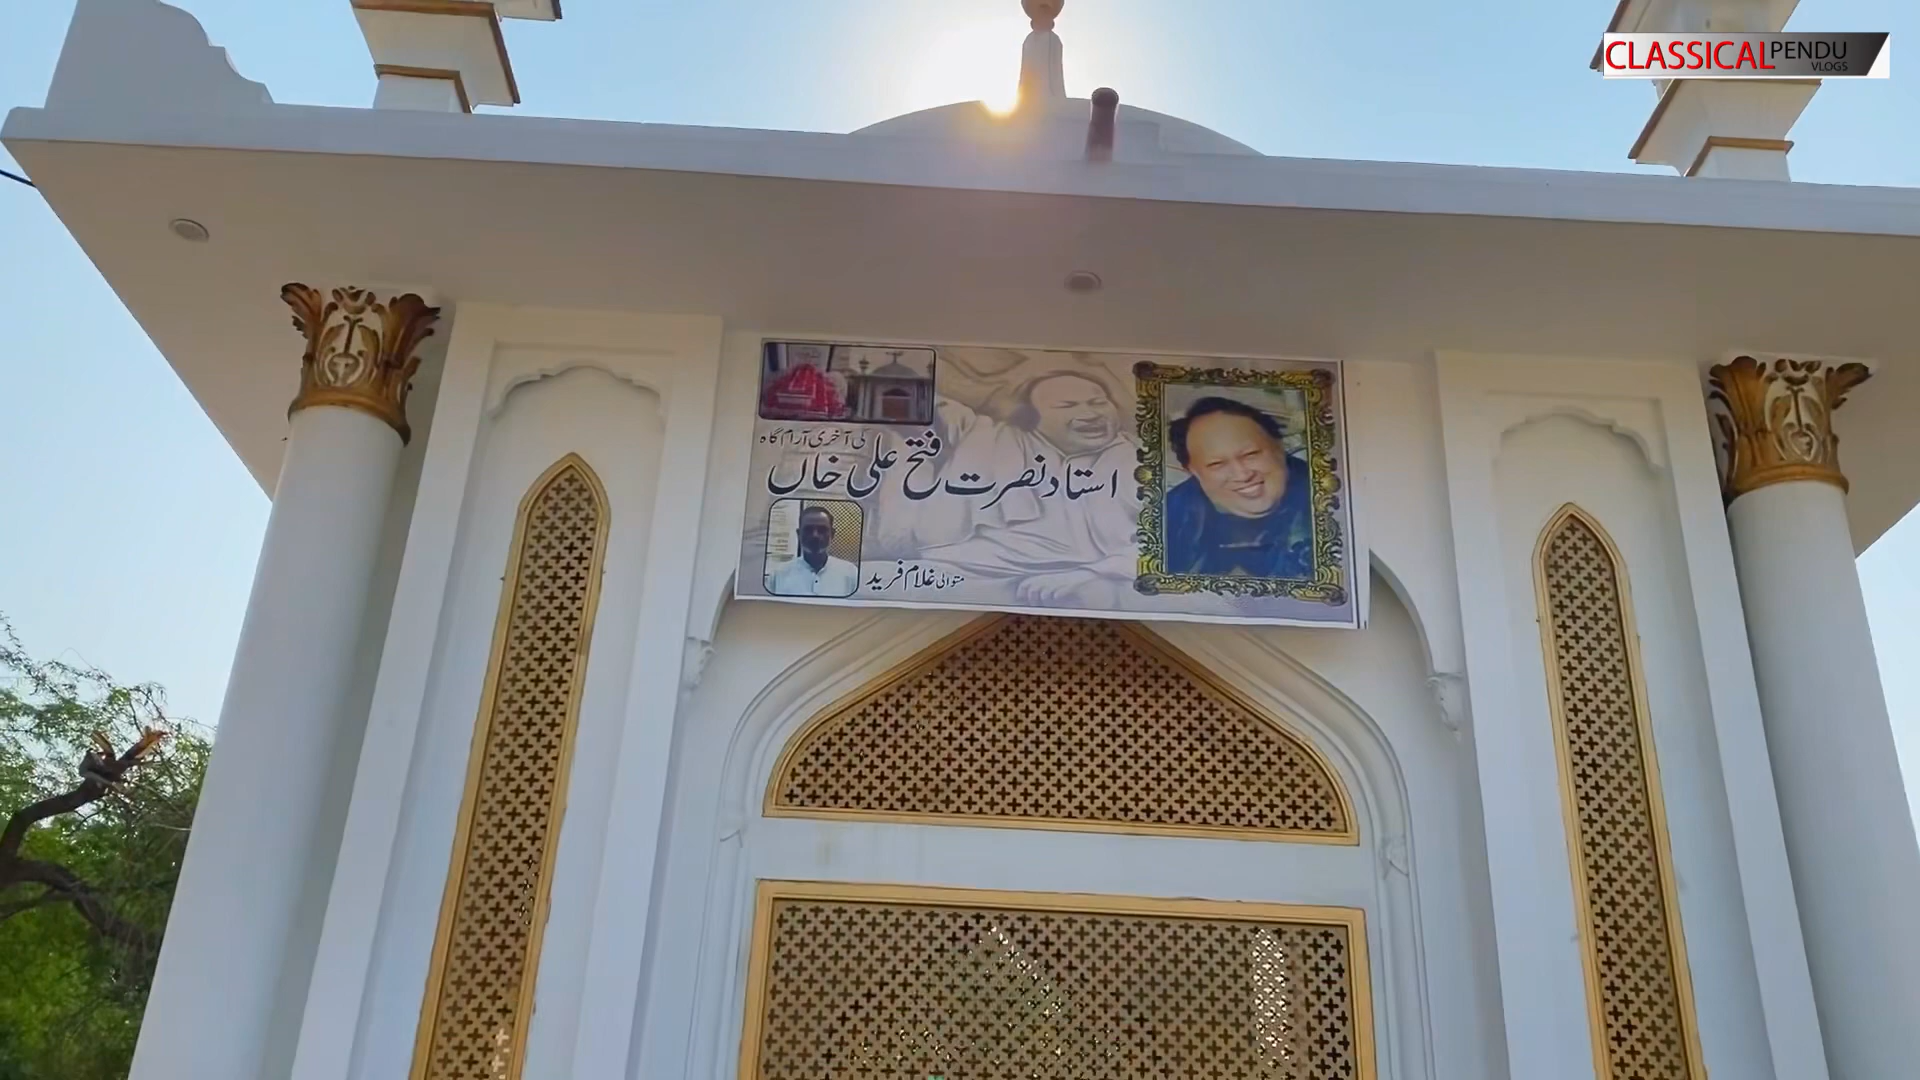 CLASSICAL PENDU
VLOGS
استاد نصرت فتح علی خاں
کی آخری آرام گاہ
متولی غلام فرید